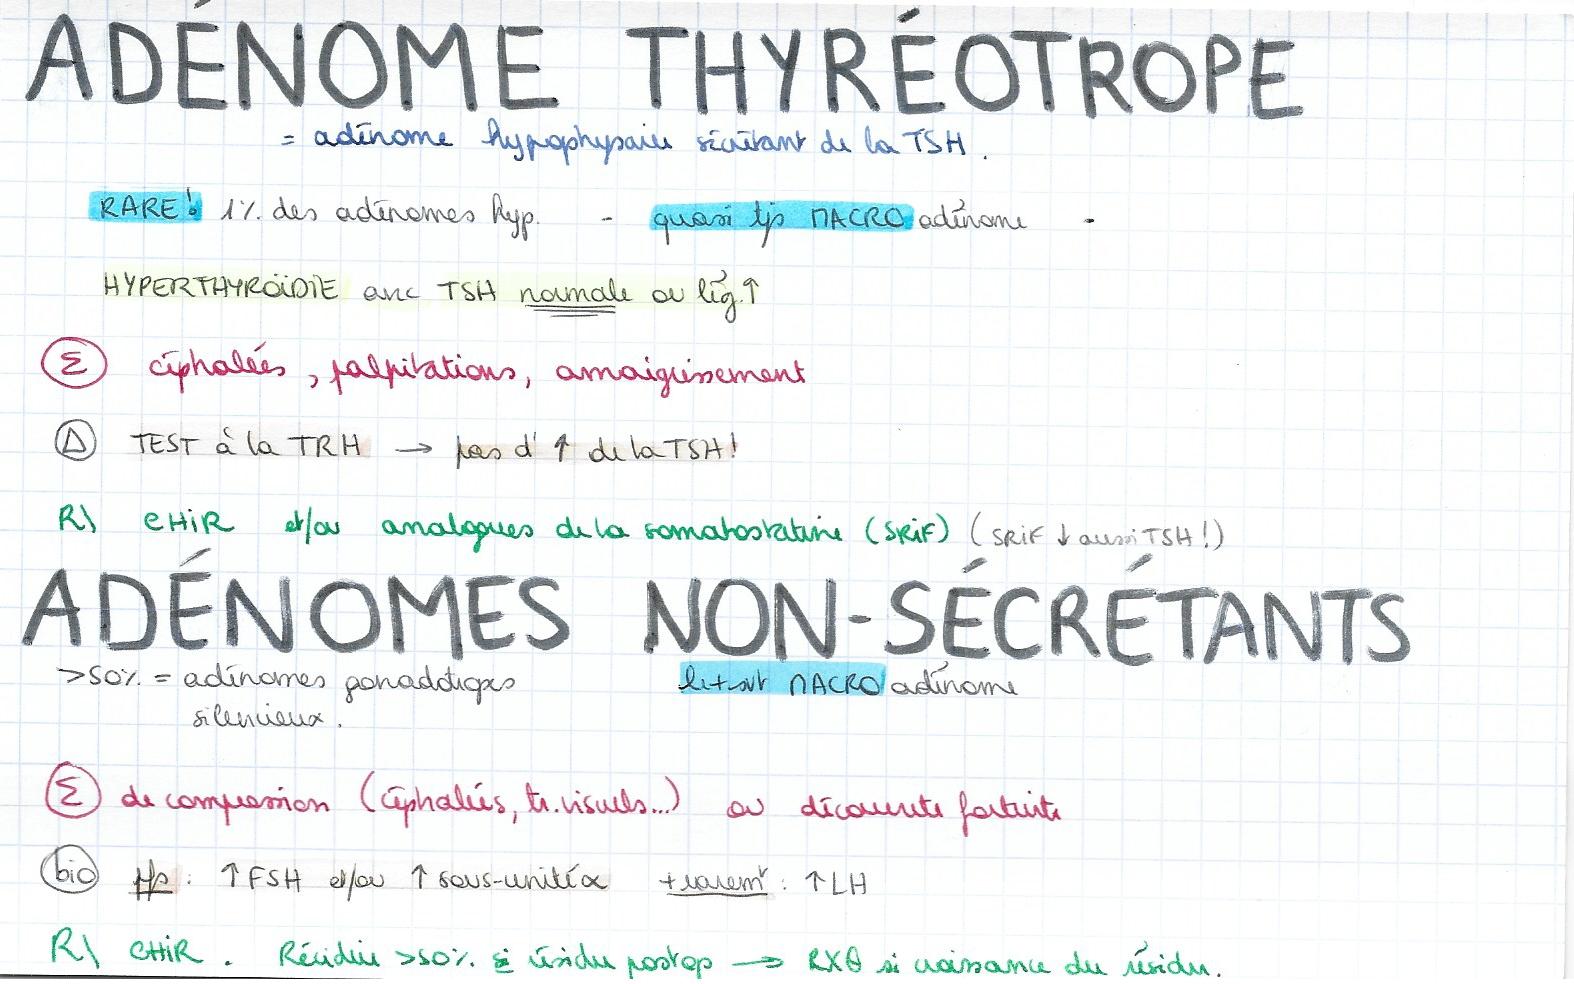 ADÉNOME THYRÉOTROPE
= adénome hypophysaire sécrétant de la TSH.
RARE! 1% des adénomes hyp. - quasi tjs MACROadénome
HYPERTHYROÏDIE avec TSH normale ou lég. ↑
Σ céphalées, palpitations, amaigrissement
Δ TEST à la TRH → pas d'↑ de la TSH!
R\ CHIR et/ou analogues de la somatostatine (SRIF) (SRIF ↓ aussi TSH!)
ADÉNOMES NON-SÉCRÉTANTS
>50% = adénomes gonadotropes MACROadénome
silencieux.
Σ de compression (céphalées, tr. visuels...) ou découverte fortuite
bio pfs: ↑ FSH et/ou ↑ sous-unité α + rarem^t: ↑ LH
R\ CHIR. Récidive >50% si résidu postop → RXθ si croissance du résidu.